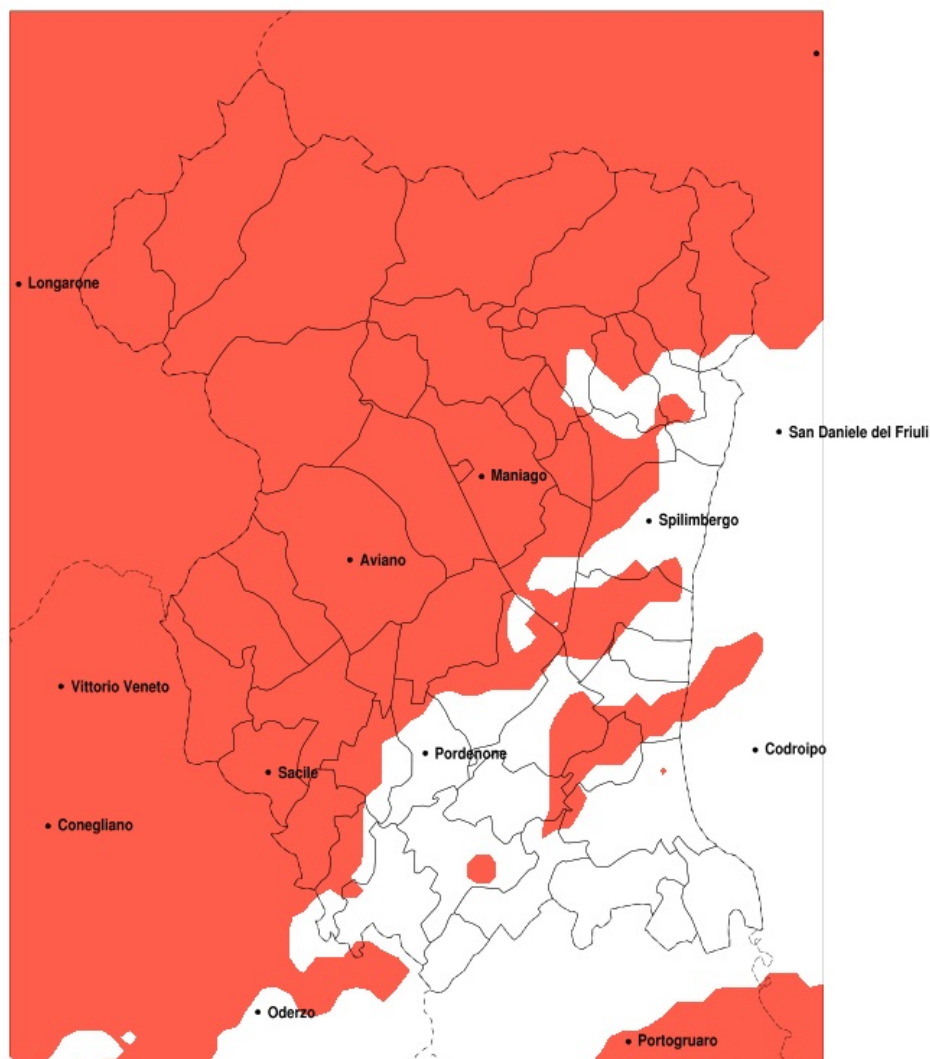 Longarone
San Daniele del Friuli
Maniago
Spilimbergo
Aviano
Vittorio Veneto
Codroipo
Pordenone
Sacile
Conegliano
Oderzo
Portogruaro